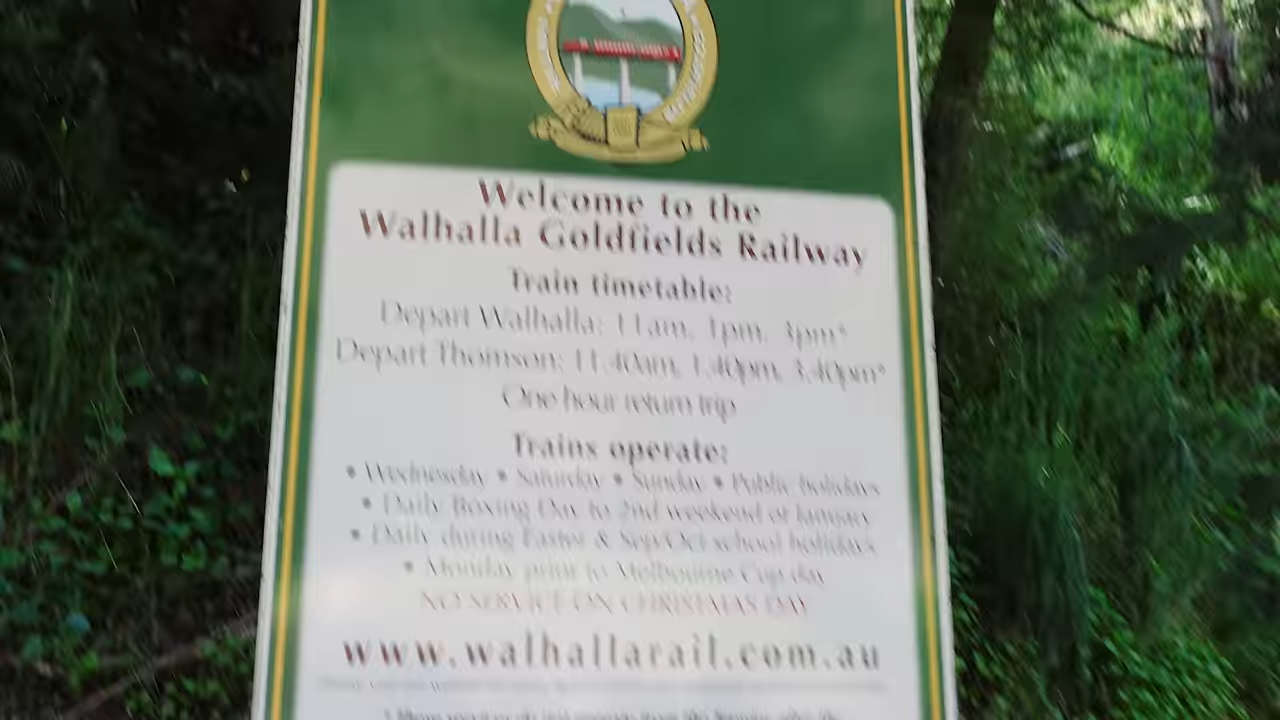 Welcome to the
Walhalla Goldfields Railway
Train timetable:
Depart Walhalla: 11am, 1pm, 3pm*
Depart Thomson: 11.40am, 1.40pm, 3.40pm*
One hour return trip
Trains operate:
• Wednesday • Saturday • Sunday • Public holidays
• Daily Boxing Day to 2nd weekend of January
• Daily during Easter & Sep/Oct school holidays
• Monday prior to Melbourne Cup day
NO SERVICE ON CHRISTMAS DAY
www.walhallarail.com.au